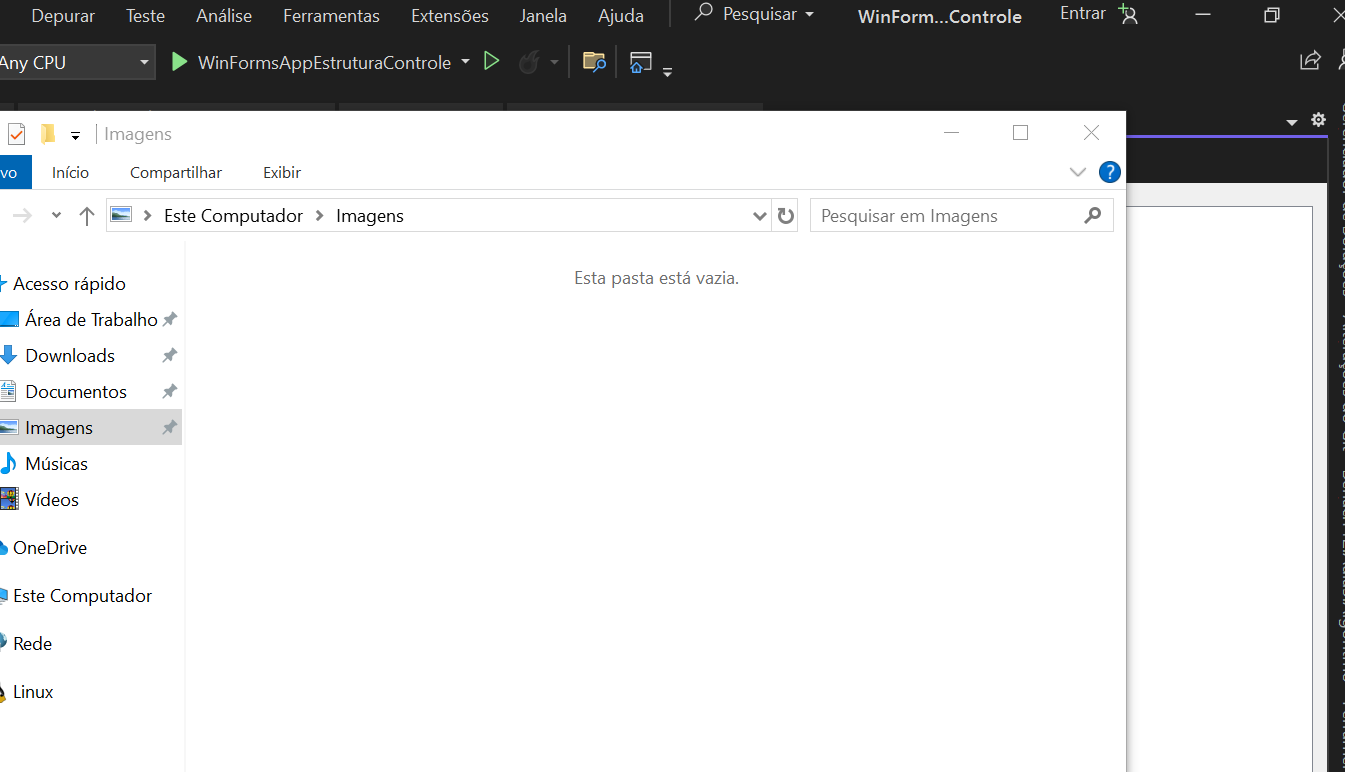 Depurar Teste Análise Ferramentas Extensões Janela Ajuda Pesquisar WinForm...Controle Entrar
Any CPU WinFormsAppEstruturaControle
Imagens
vo Início Compartilhar Exibir ?
Este Computador Imagens Pesquisar em Imagens
Esta pasta está vazia.
Acesso rápido
Área de Trabalho
Downloads
Documentos
Imagens
Músicas
Vídeos
OneDrive
Este Computador
Rede
Linux